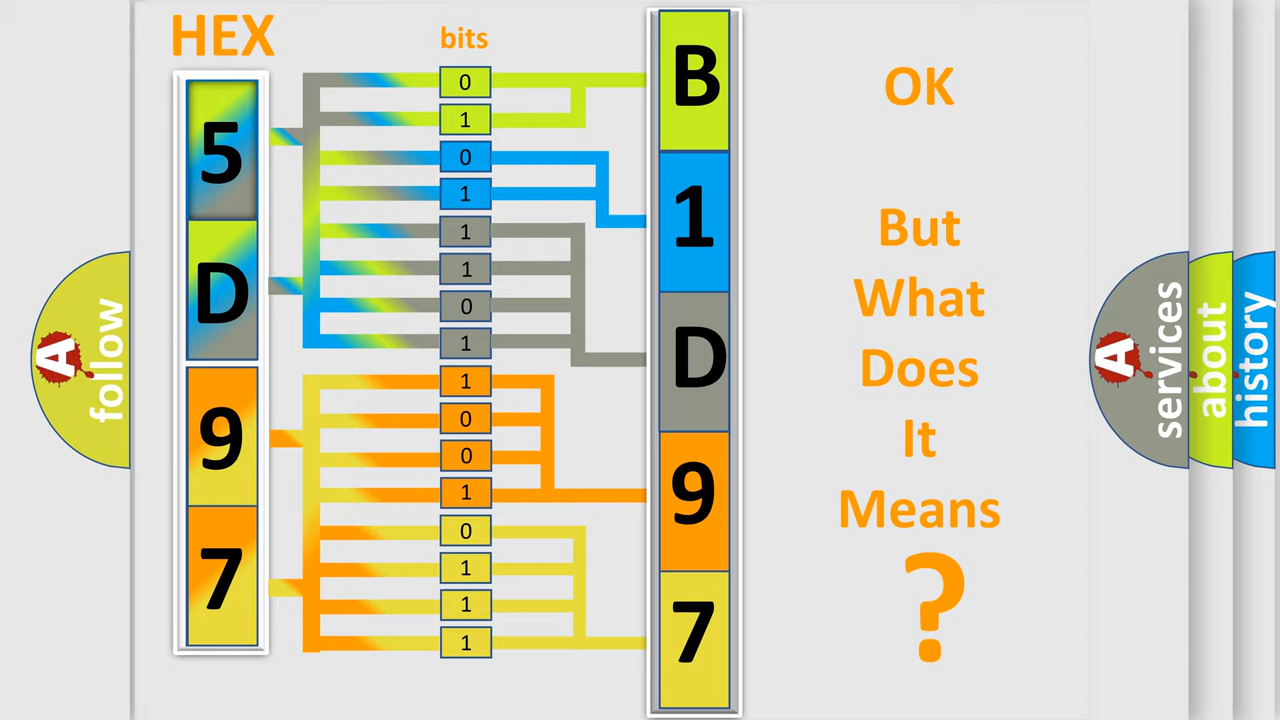 HEX
bits
5
D
9
7
0
1
0
1
1
1
0
1
1
0
0
1
0
1
1
1
B
1
D
9
7
OK
But
What
Does
It
Means
?
A
follow
A
services
about
history